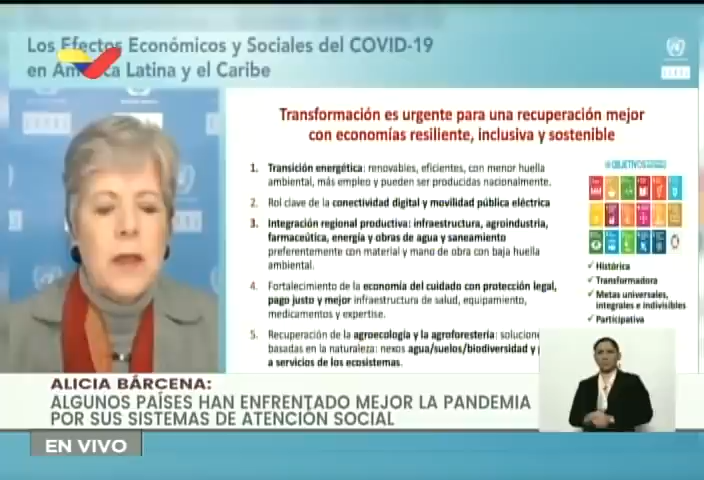 Los Efectos Económicos y Sociales del COVID-19
en América Latina y el Caribe
Transformación es urgente para una recuperación mejor
con economías resiliente, inclusiva y sostenible
1. Transición energética: renovables, eficientes, con menor huella
ambiental, más empleo y pueden ser producidas nacionalmente.
2. Rol clave de la conectividad digital y movilidad pública eléctrica
3. Integración regional productiva: infraestructura, agroindustria,
farmaceútica, energía y obras de agua y saneamiento
preferentemente con material y mano de obra con baja huella
ambiental.
4. Fortalecimiento de la economía del cuidado con protección legal,
pago justo y mejor infraestructura de salud, equipamiento,
medicamentos y expertise.
5. Recuperación de la agroecología y la agroforestería: solucione
basadas en la naturaleza: nexos agua/suelos/biodiversidad y
a servicios de los ecosistemas.
OBJETIVOS
✓ Histórica
✓ Transformadora
✓ Metas universales,
integrales e indivisibles
✓ Participativa
ALICIA BÁRCENA:
ALGUNOS PAÍSES HAN ENFRENTADO MEJOR LA PANDEMIA
POR SUS SISTEMAS DE ATENCIÓN SOCIAL
EN VIVO